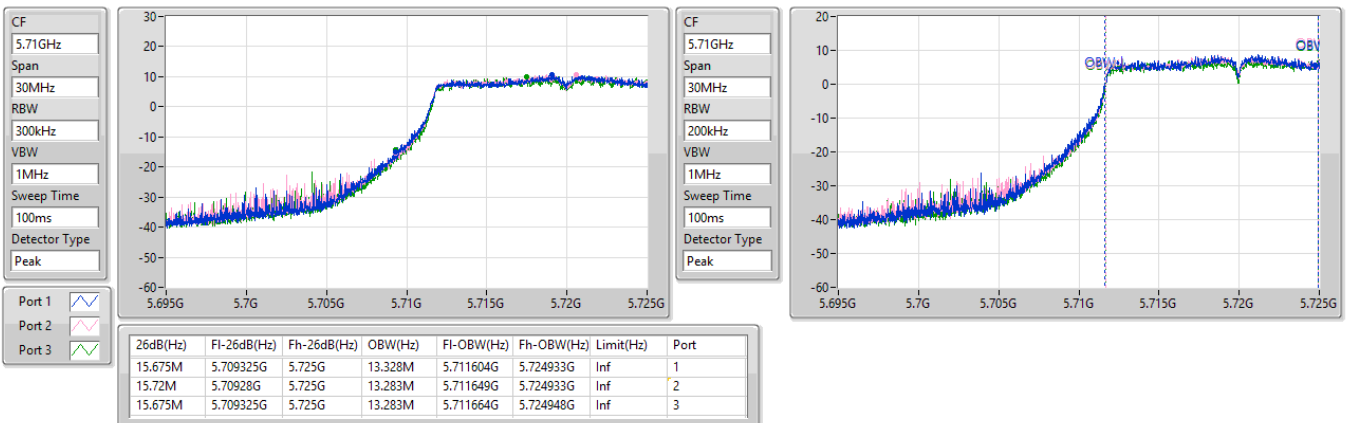 CF
5.71GHz
Span
30MHz
RBW
300kHz
VBW
1MHz
Sweep Time
100ms
Detector Type
Peak
30
20
10
0
-10
-20
-30
-40
-50
-60
5.695G 5.7G 5.705G 5.71G 5.715G 5.72G 5.725G
CF
5.71GHz
Span
30MHz
RBW
200kHz
VBW
1MHz
Sweep Time
100ms
Detector Type
Peak
20
10
0
-10
-20
-30
-40
-50
-60
OBW
OBW
5.695G 5.7G 5.705G 5.71G 5.715G 5.72G 5.725G
Port 1
Port 2
Port 3
26dB(Hz) Fl-26dB(Hz) Fh-26dB(Hz) OBW(Hz) Fl-OBW(Hz) Fh-OBW(Hz) Limit(Hz) Port
15.675M 5.709325G 5.725G 13.328M 5.711604G 5.724933G Inf 1
15.72M 5.70928G 5.725G 13.283M 5.711649G 5.724933G Inf 2
15.675M 5.709325G 5.725G 13.283M 5.711664G 5.724948G Inf 3